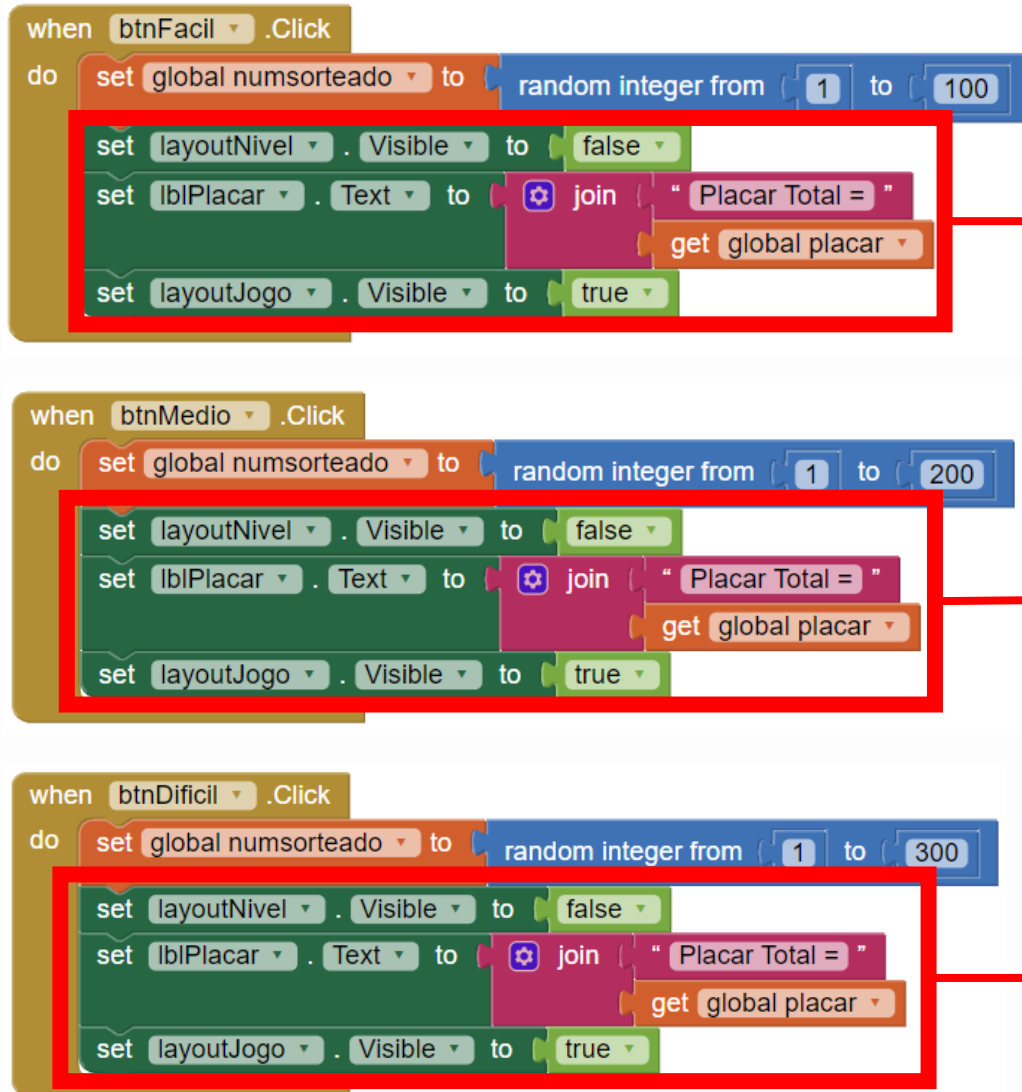 when btnFacil .Click
do set global numsorteado to random integer from 1 to 100
set layoutNivel . Visible to false
set lblPlacar . Text to join " Placar Total = "
get global placar
set layoutJogo . Visible to true
when btnMedio .Click
do set global numsorteado to random integer from 1 to 200
set layoutNivel . Visible to false
set lblPlacar . Text to join " Placar Total = "
get global placar
set layoutJogo . Visible to true
when btnDificil .Click
do set global numsorteado to random integer from 1 to 300
set layoutNivel . Visible to false
set lblPlacar . Text to join " Placar Total = "
get global placar
set layoutJogo . Visible to true